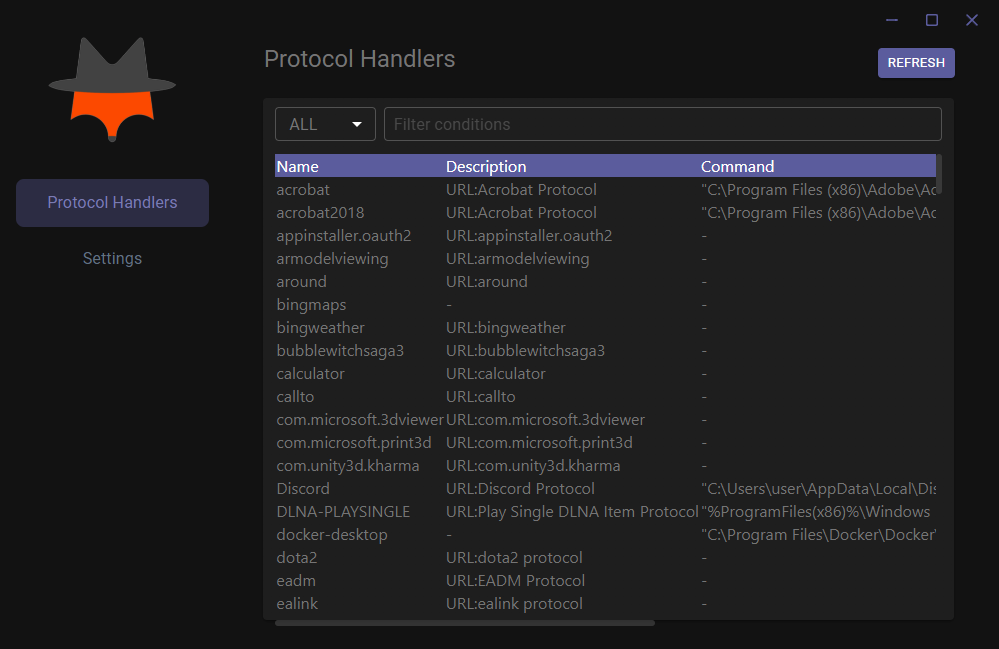 Protocol Handlers
REFRESH
Protocol Handlers
Settings
ALL
Filter conditions
Name Description Command
acrobat URL:Acrobat Protocol "C:\Program Files (x86)\Adobe\Ac
acrobat2018 URL:Acrobat Protocol "C:\Program Files (x86)\Adobe\Ac
appinstaller.oauth2 URL:appinstaller.oauth2 -
armodelviewing URL:armodelviewing -
around URL:around -
bingmaps - -
bingweather URL:bingweather -
bubblewitchsaga3 URL:bubblewitchsaga3 -
calculator URL:calculator -
callto URL:callto -
com.microsoft.3dviewer URL:com.microsoft.3dviewer -
com.microsoft.print3d URL:com.microsoft.print3d -
com.unity3d.kharma URL:com.unity3d.kharma -
Discord URL:Discord Protocol "C:\Users\user\AppData\Local\Dis
DLNA-PLAYSINGLE URL:Play Single DLNA Item Protocol "%ProgramFiles(x86)%\Windows
docker-desktop - "C:\Program Files\Docker\Docker\
dota2 URL:dota2 protocol -
eadm URL:EADM Protocol -
ealink URL:ealink protocol -